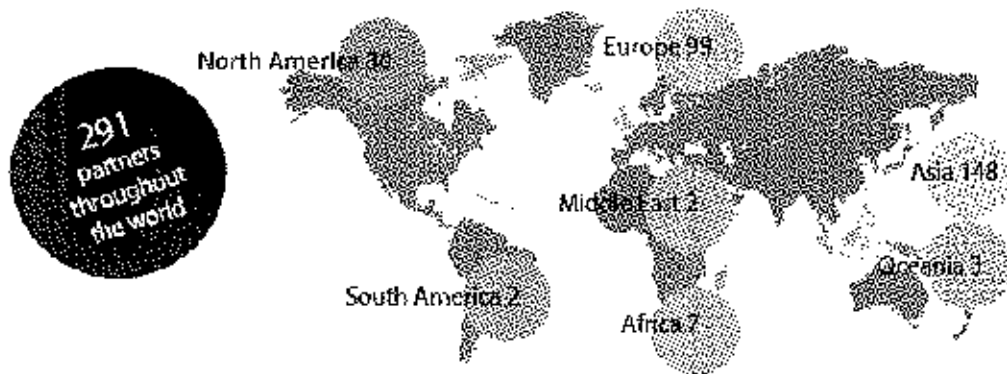 291
partners
throughout
the world
North America 30
Europe 99
Asia 148
Middle East 2
Oceania 3
South America 2
Africa 7